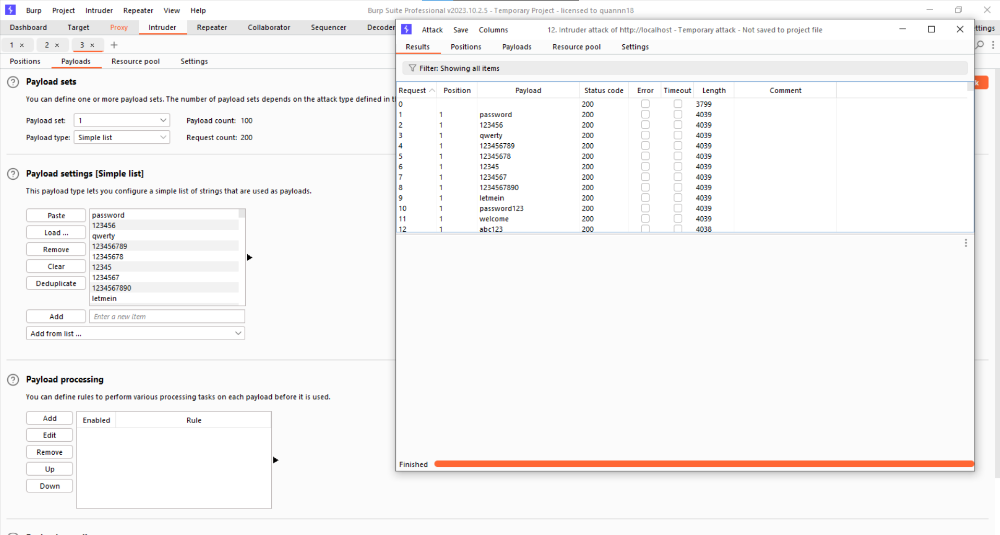 Burp Project Intruder Repeater View Help
Burp Suite Professional v2023.10.2.5 - Temporary Project - licensed to quannn18
Dashboard Target Proxy Intruder Repeater Collaborator Sequencer Decoder
ttings
1 × 2 × 3 × +
Positions Payloads Resource pool Settings
Payload sets
You can define one or more payload sets. The number of payload sets depends on the attack type defined in t
Payload set: 1 Payload count: 100
Payload type: Simple list Request count: 200
Payload settings [Simple list]
This payload type lets you configure a simple list of strings that are used as payloads.
Paste
Load ...
Remove
Clear
Deduplicate
password
123456
qwerty
123456789
12345678
12345
1234567
1234567890
letmein
Add Enter a new item
Add from list ...
Payload processing
You can define rules to perform various processing tasks on each payload before it is used.
Add
Edit
Remove
Up
Down
Enabled Rule
Attack Save Columns
12. Intruder attack of http://localhost - Temporary attack - Not saved to project file
Results Positions Payloads Resource pool Settings
Filter: Showing all items
Request Position Payload Status code Error Timeout Length Comment
0 200 3799
1 1 password 200 4039
2 1 123456 200 4039
3 1 qwerty 200 4039
4 1 123456789 200 4039
5 1 12345678 200 4039
6 1 12345 200 4039
7 1 1234567 200 4039
8 1 1234567890 200 4039
9 1 letmein 200 4039
10 1 password123 200 4039
11 1 welcome 200 4039
12 1 abc123 200 4038
Finished
k